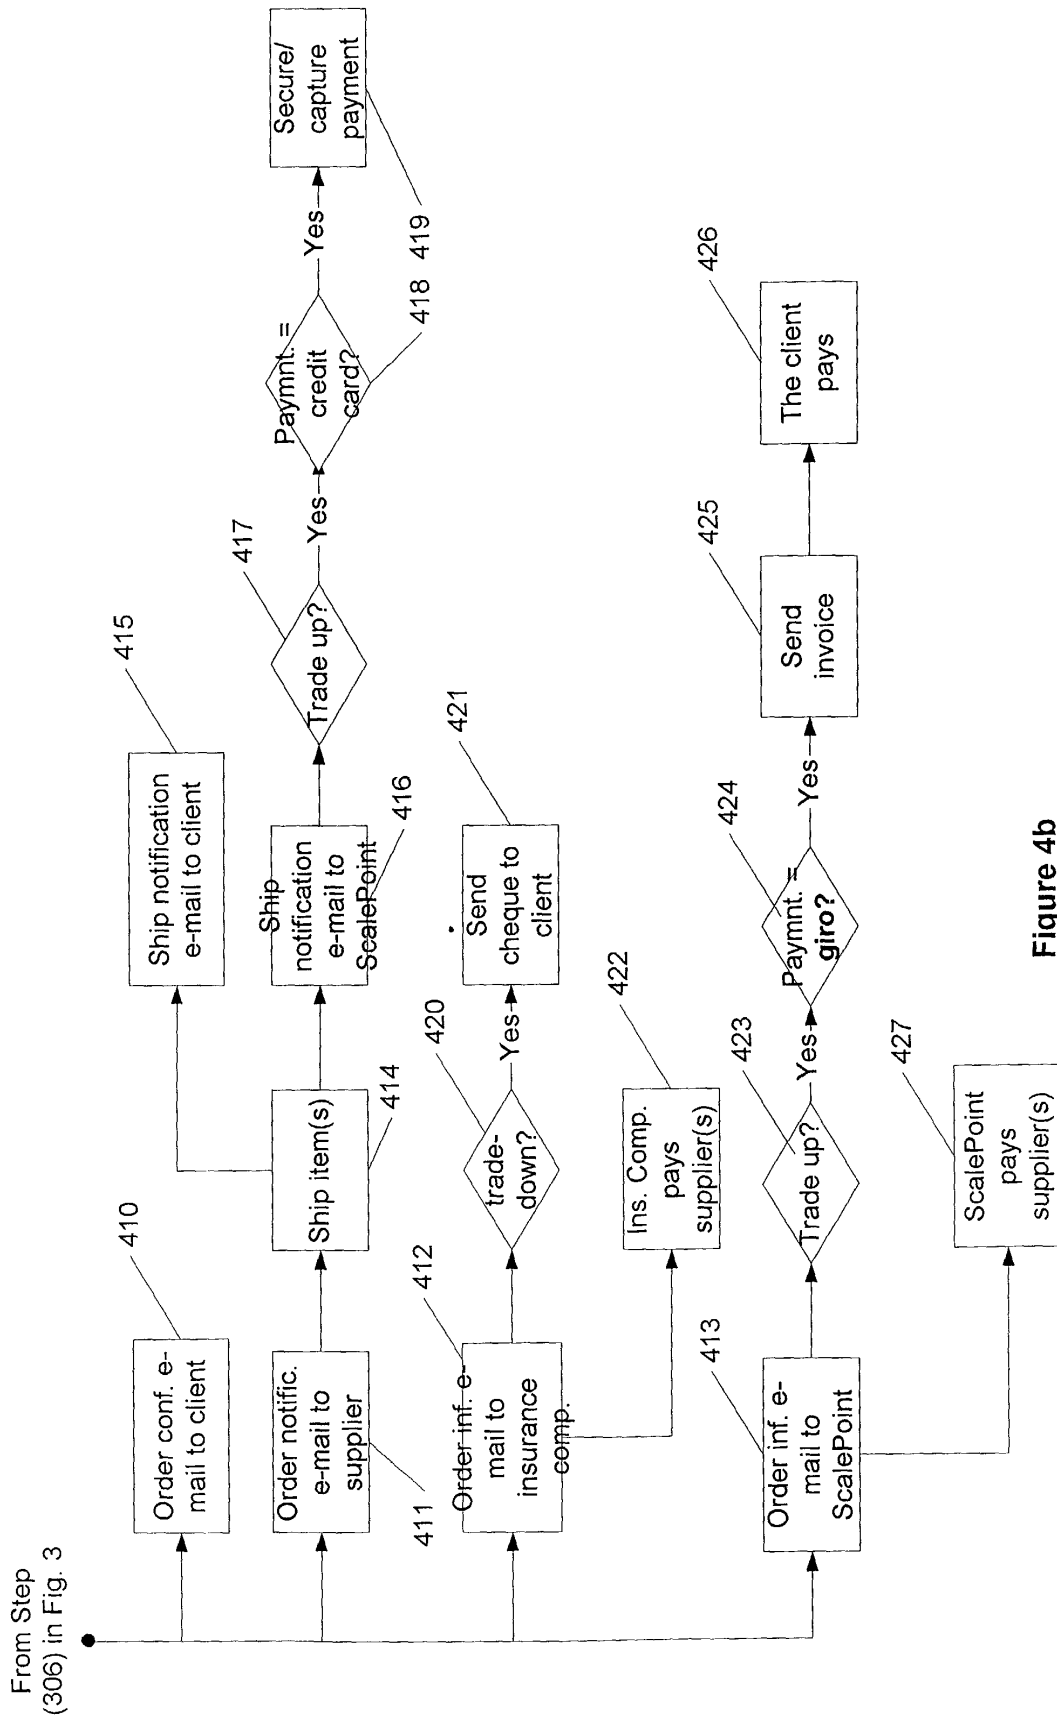 From Step
(306) in Fig. 3
410
Order conf. e-
mail to client
Order notific.
e-mail to
supplier
411
Ship item(s)
414
Ship notification
e-mail to client
415
Ship
notification
e-mail to
ScalePoint
416
Trade up?
417
Yes
Paymnt. =
credit
card?
418
Yes
Secure/
capture
payment
419
Order inf. e-
mail to
insurance
comp.
412
trade-
down?
420
Yes
Send
cheque to
client
421
Ins. Comp.
pays
supplier(s)
422
Order inf. e-
mail to
ScalePoint
413
Trade up?
423
Yes
Paymnt. =
giro?
424
Yes
Send
invoice
425
The client
pays
426
ScalePoint
pays
supplier(s)
427
Figure 4b